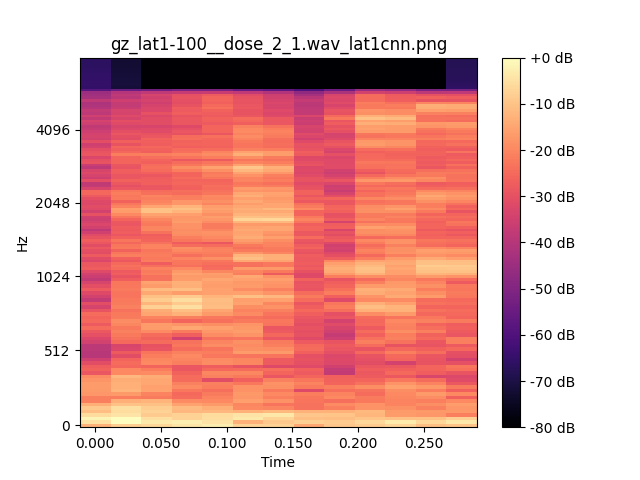 gz_lat1-100__dose_2_1.wav_lat1cnn.png
Hz
4096
2048
1024
512
0
0.000 0.050 0.100 0.150 0.200 0.250
Time
+0 dB
-10 dB
-20 dB
-30 dB
-40 dB
-50 dB
-60 dB
-70 dB
-80 dB